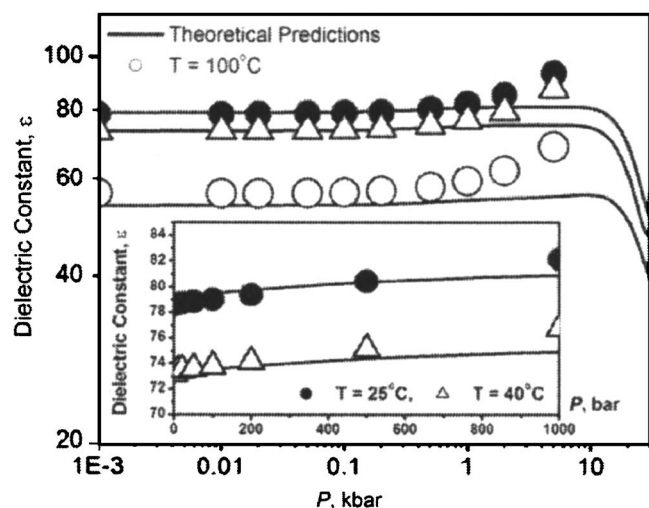 Theoretical Predictions
T = 100°C
100
80
60
40
20
Dielectric Constant, ε
84
82
80
78
76
74
72
70
Dielectric Constant, ε
T = 25°C, T = 40°C
0 200 400 600 800 1000
P, bar
1E-3 0.01 0.1 1 10
P, kbar